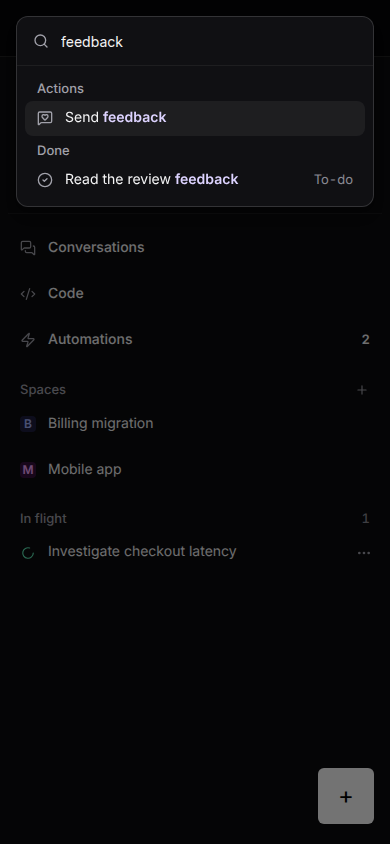 feedback
Actions
Send feedback
Done
Read the review feedback To-do
Conversations
Code
Automations 2
Spaces +
B Billing migration
M Mobile app
In flight 1
Investigate checkout latency ...
+